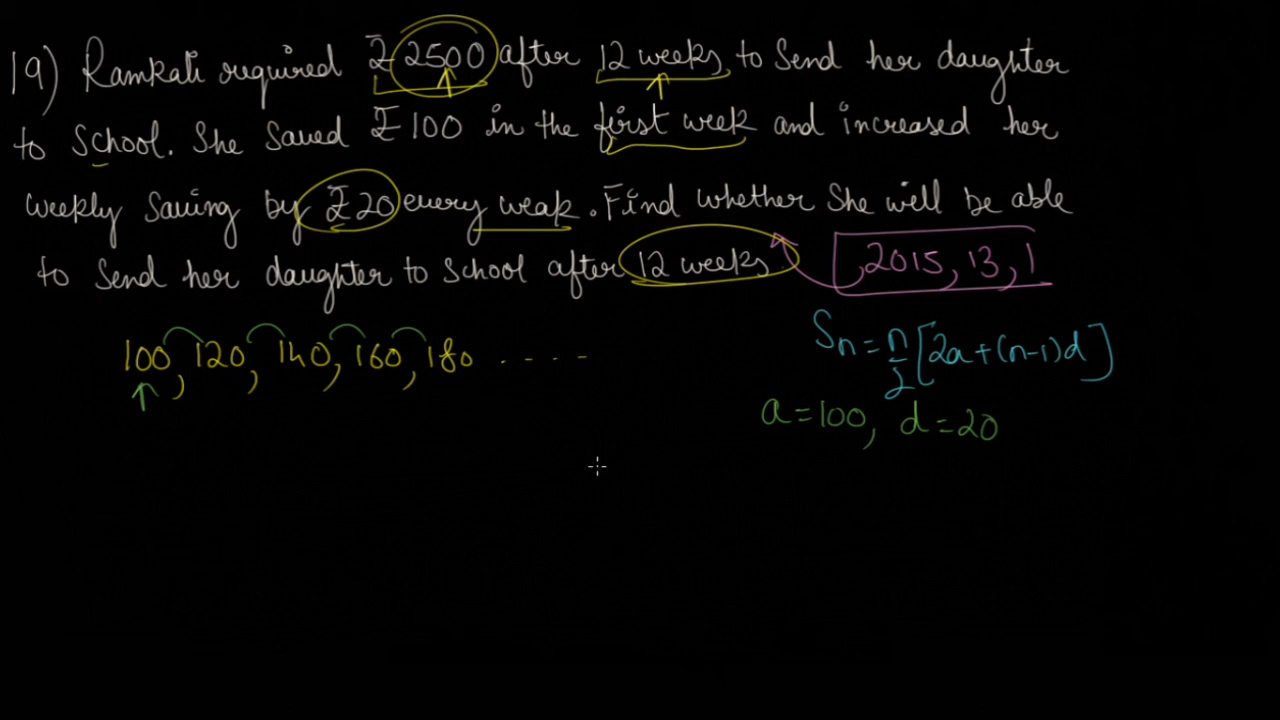 19) Ramkali required ₹ 2500 after 12 weeks to Send her daughter
to School. She Saved ₹ 100 in the first week and increased her
weekly Saving by ₹ 20 every weak. Find whether She will be able
to Send her daughter to School after 12 weeks
, 2015, 13, 1
100, 120, 140, 160, 180 .....
Sn = n/2 [2a + (n-1)d]
a = 100, d = 20